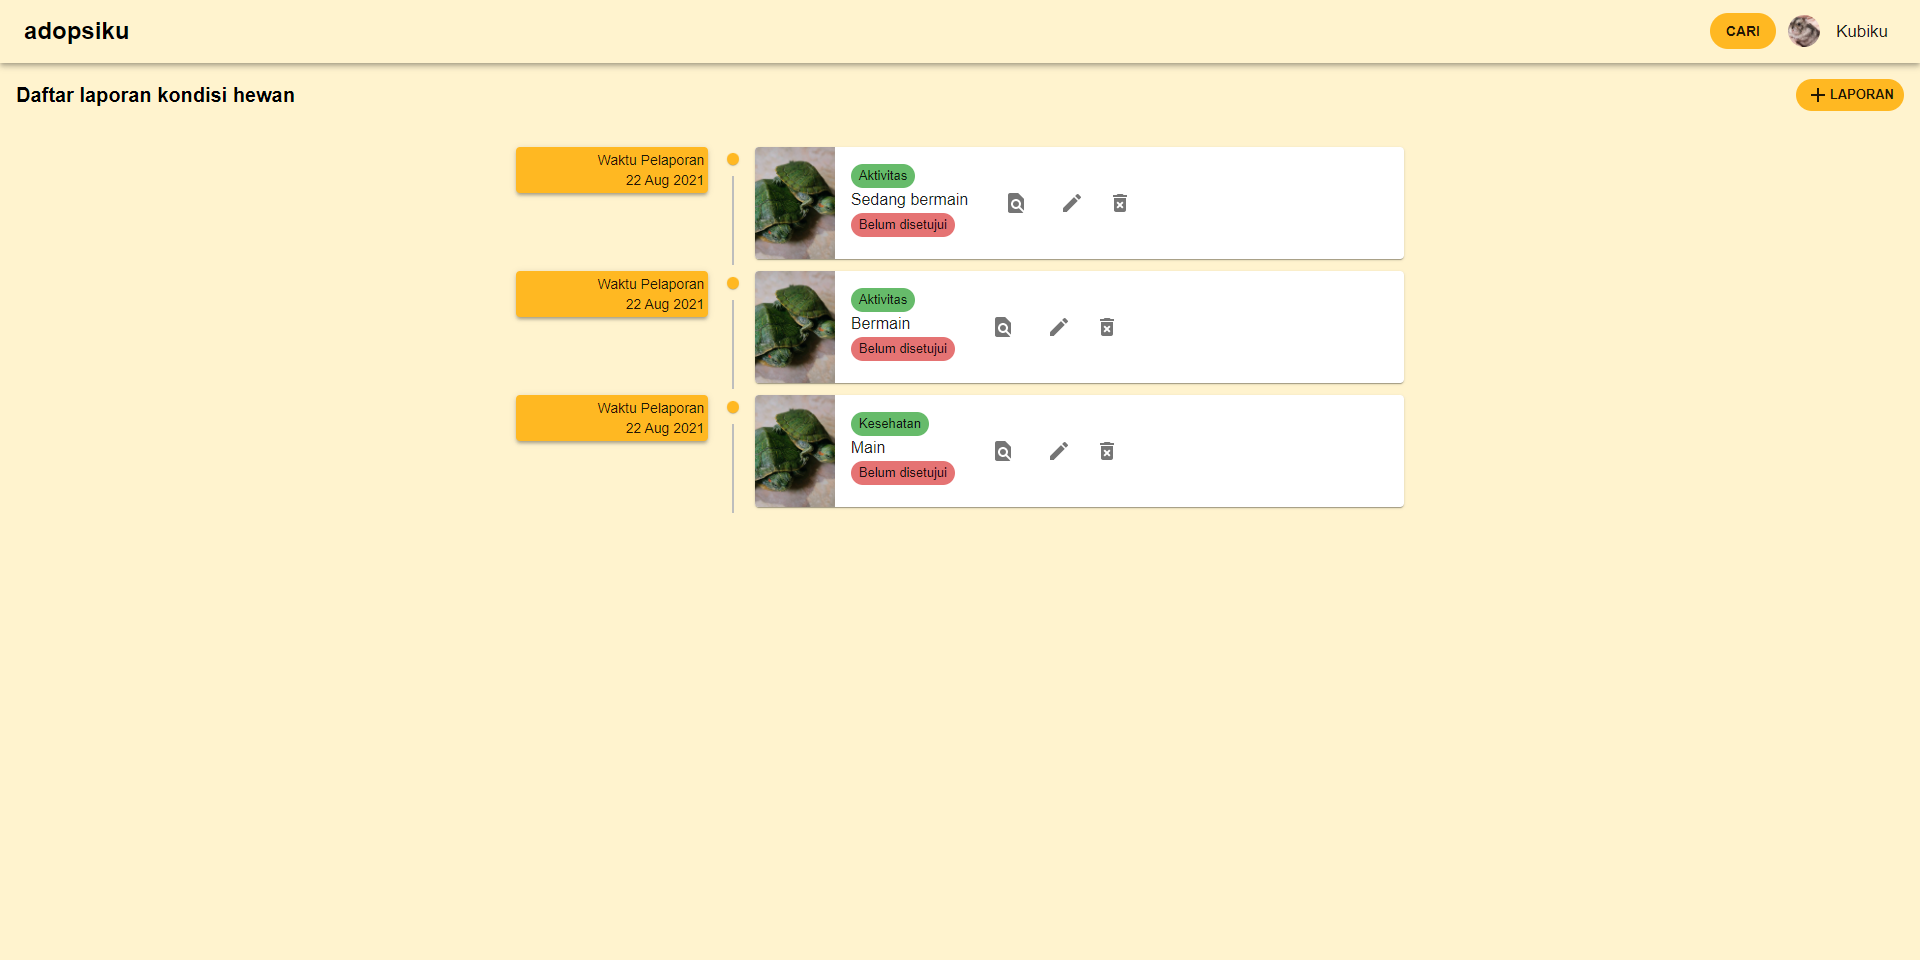 adopsiku
CARI
Kubiku
Daftar laporan kondisi hewan
LAPORAN
Waktu Pelaporan
22 Aug 2021
Aktivitas
Sedang bermain
Belum disetujui
Waktu Pelaporan
22 Aug 2021
Aktivitas
Bermain
Belum disetujui
Waktu Pelaporan
22 Aug 2021
Kesehatan
Main
Belum disetujui